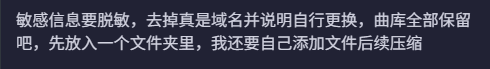 敏感信息要脱敏，去掉真是域名并说明自行更换，曲库全部保留
吧，先放入一个文件夹里，我还要自己添加文件后续压缩